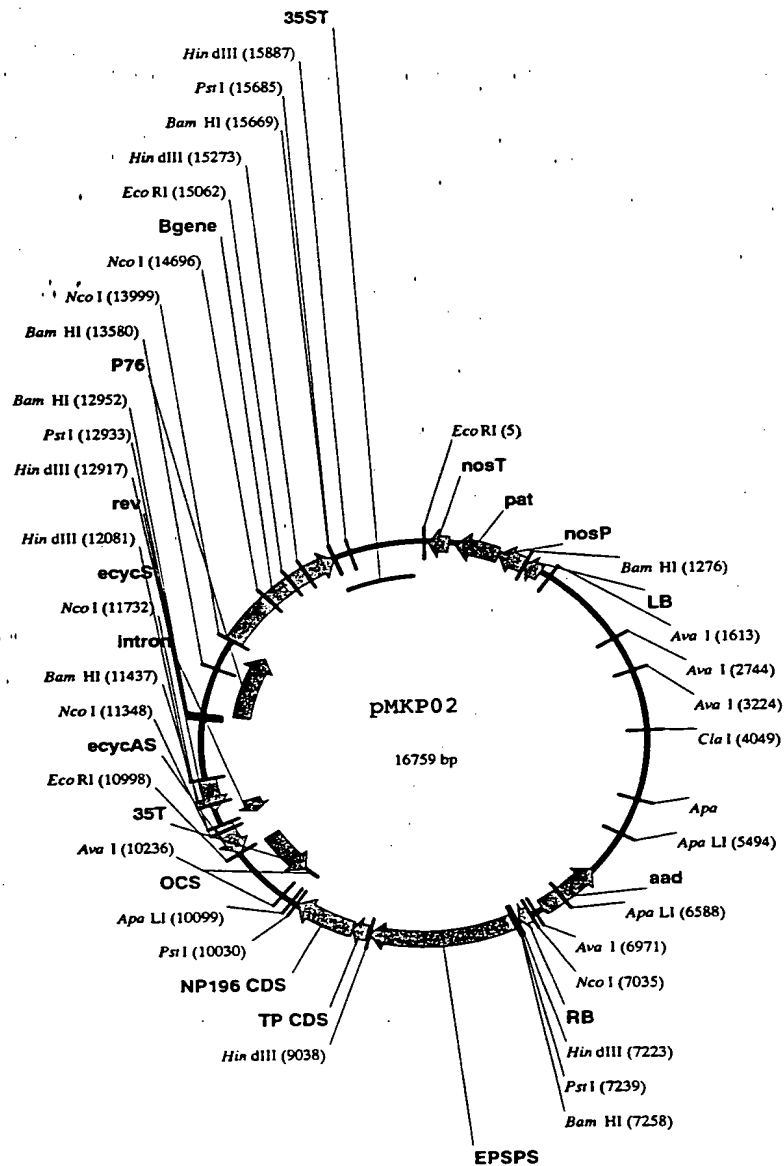 35ST
Hin dIII (15887)
Pst I (15685)
Bam HI (15669)
Hin dIII (15273)
Eco RI (15062)
Bgene
Nco I (14696)
Nco I (13999)
Bam HI (13580)
P76
Bam HI (12952)
Pst I (12933)
Hin dIII (12917)
rev
Hin dIII (12081)
ecycS
Nco I (11732)
intron
Bam HI (11437)
Nco I (11348)
ecycAS
Eco RI (10998)
35T
Ava I (10236)
OCS
Apa LI (10099)
Pst I (10030)
NP196 CDS
TP CDS
Hin dIII (9038)
EPSPS
Eco RI (5)
nosT
pat
nosP
Bam HI (1276)
LB
Ava I (1613)
Ava I (2744)
Ava I (3224)
Cla I (4049)
Apa
Apa LI (5494)
aad
Apa LI (6588)
Ava I (6971)
Nco I (7035)
RB
Hin dIII (7223)
Pst I (7239)
Bam HI (7258)
pMKP02
16759 bp